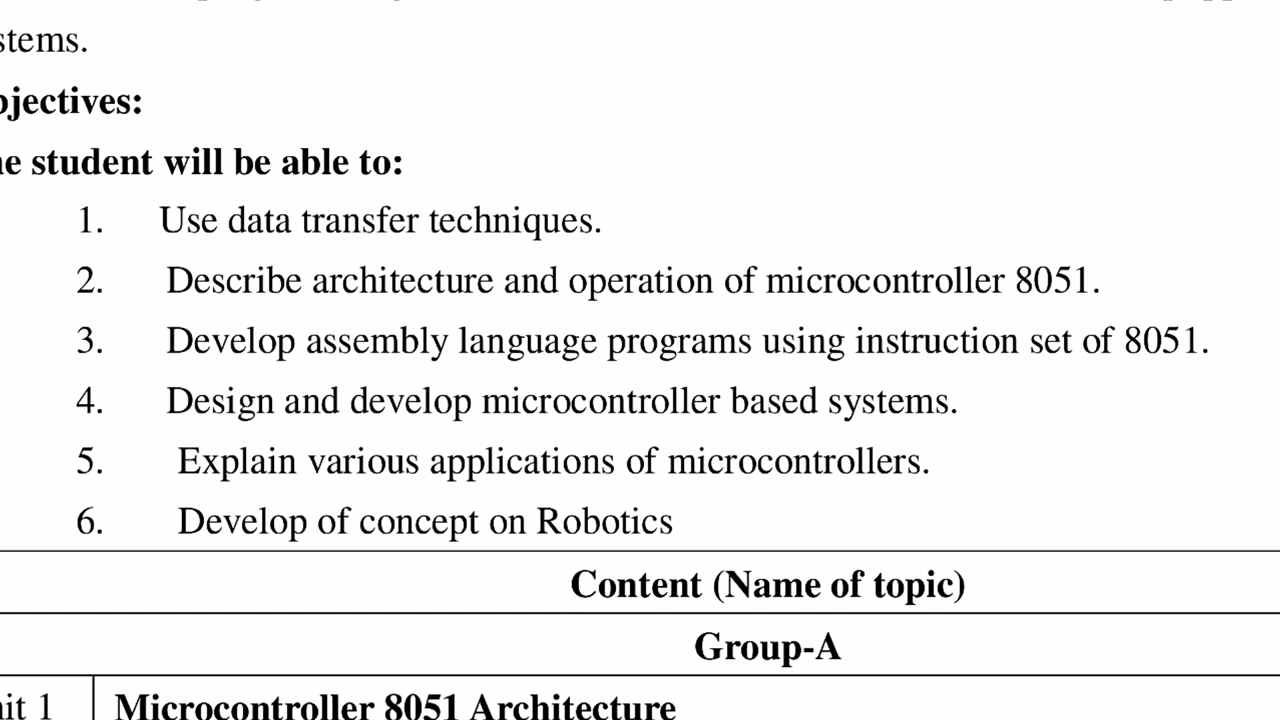 stems.
bjectives:
he student will be able to:
1. Use data transfer techniques.
2. Describe architecture and operation of microcontroller 8051.
3. Develop assembly language programs using instruction set of 8051.
4. Design and develop microcontroller based systems.
5. Explain various applications of microcontrollers.
6. Develop of concept on Robotics
Content (Name of topic)
Group-A
nit 1 Microcontroller 8051 Architecture